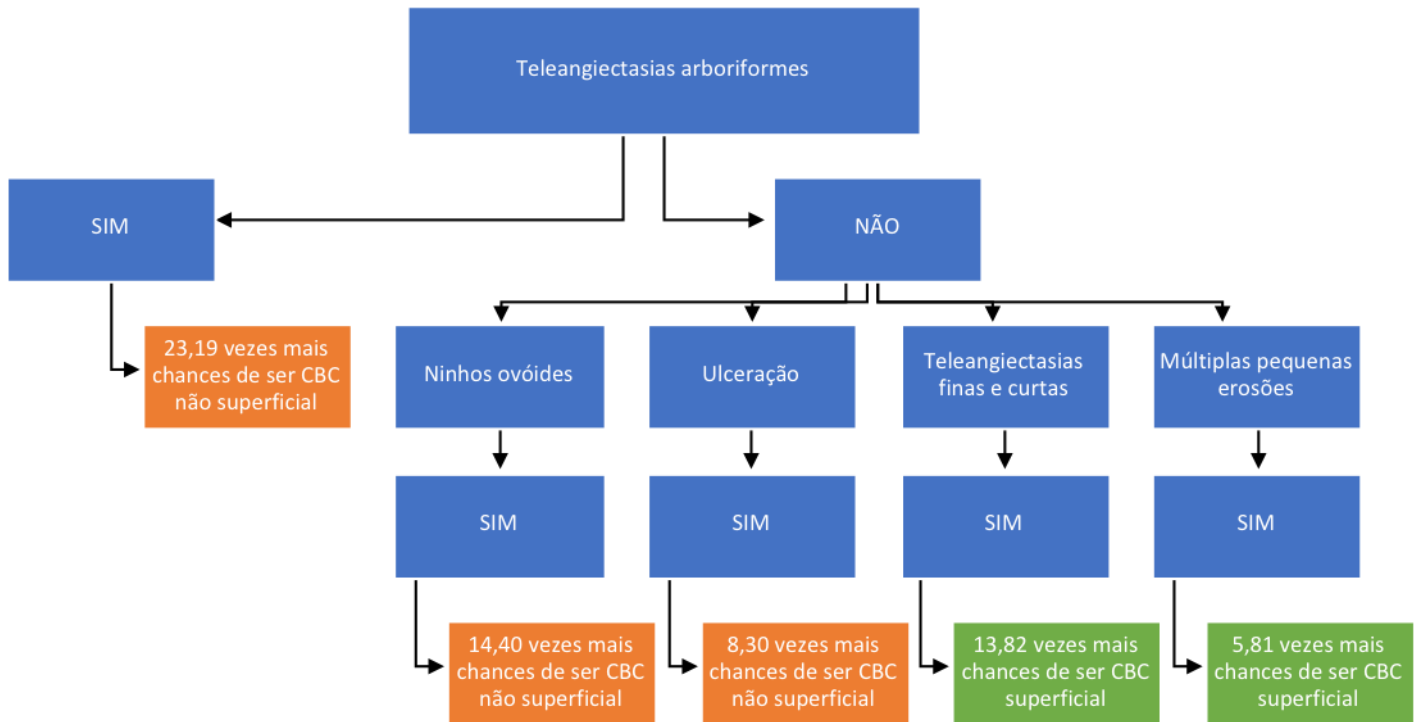 Teleangiectasias arboriformes
SIM
NÃO
23,19 vezes mais
chances de ser CBC
não superficial
Ninhos ovóides
Ulceração
Teleangiectasias
finas e curtas
Múltiplas pequenas
erosões
SIM
SIM
SIM
SIM
14,40 vezes mais
chances de ser CBC
não superficial
8,30 vezes mais
chances de ser CBC
não superficial
13,82 vezes mais
chances de ser CBC
superficial
5,81 vezes mais
chances de ser CBC
superficial